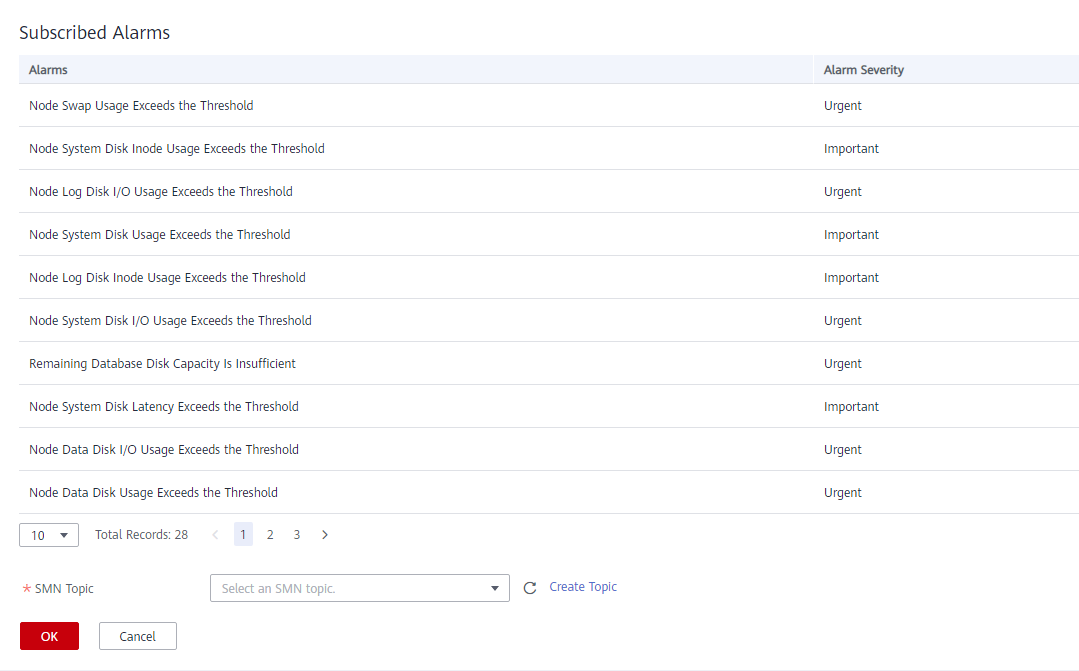 Subscribed Alarms
Alarms Alarm Severity
Node Swap Usage Exceeds the Threshold Urgent
Node System Disk Inode Usage Exceeds the Threshold Important
Node Log Disk I/O Usage Exceeds the Threshold Urgent
Node System Disk Usage Exceeds the Threshold Important
Node Log Disk Inode Usage Exceeds the Threshold Important
Node System Disk I/O Usage Exceeds the Threshold Urgent
Remaining Database Disk Capacity Is Insufficient Urgent
Node System Disk Latency Exceeds the Threshold Important
Node Data Disk I/O Usage Exceeds the Threshold Urgent
Node Data Disk Usage Exceeds the Threshold Urgent
10 Total Records: 28 < 1 2 3 >
* SMN Topic Select an SMN topic. Create Topic
OK Cancel